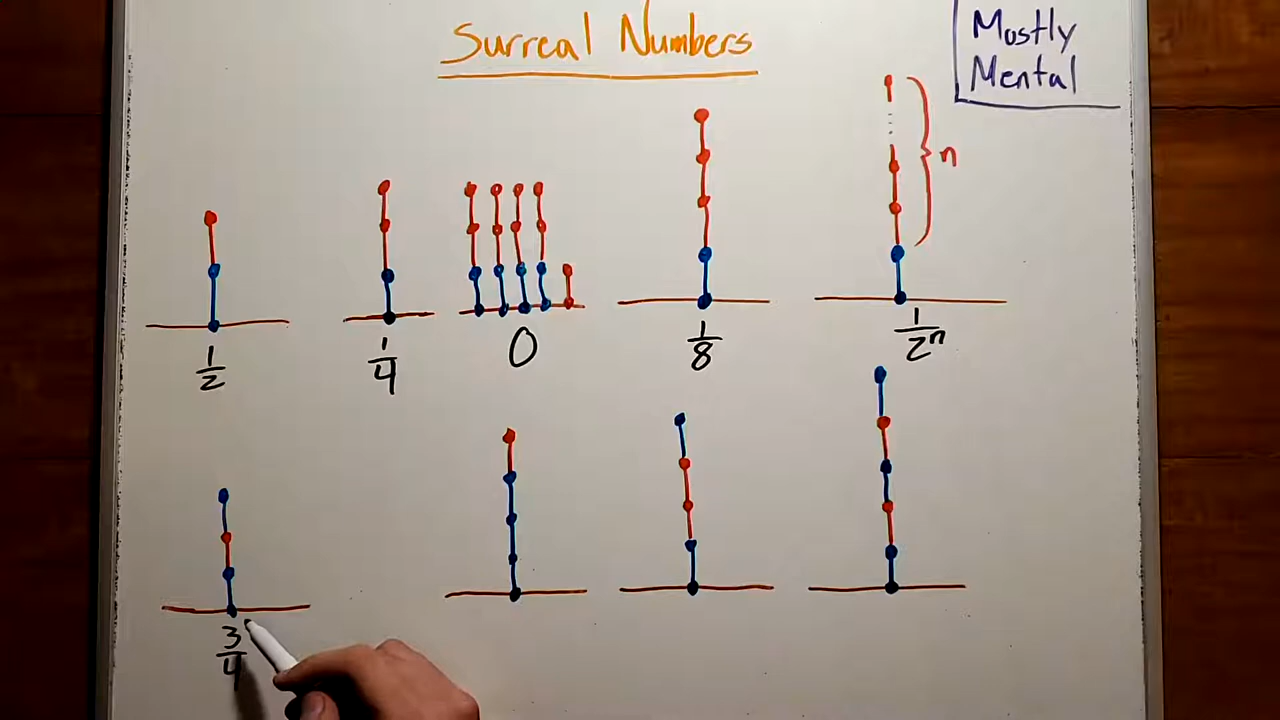 Surreal Numbers
Mostly
Mental
n
1/2
1/4
0
1/8
1/2ⁿ
3/4